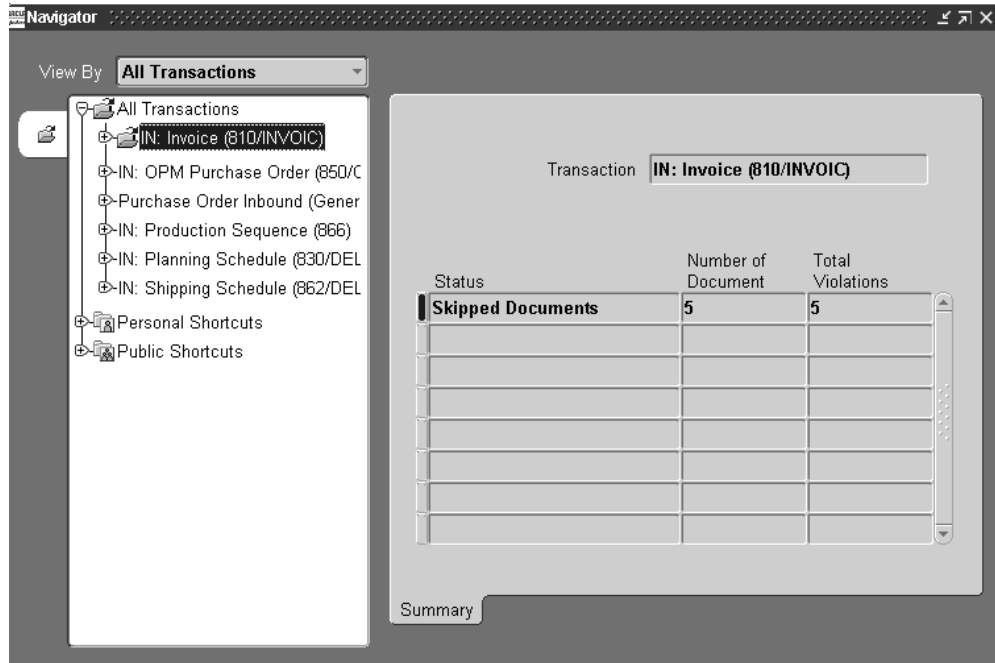 Navigator
View By All Transactions
All Transactions
IN: Invoice (810/INVOIC)
IN: OPM Purchase Order (850/C
Purchase Order Inbound (Gener
IN: Production Sequence (866)
IN: Planning Schedule (830/DEL
IN: Shipping Schedule (862/DEL
Personal Shortcuts
Public Shortcuts
Transaction IN: Invoice (810/INVOIC)
Status Number of Document Total Violations
Skipped Documents 5 5
Summary